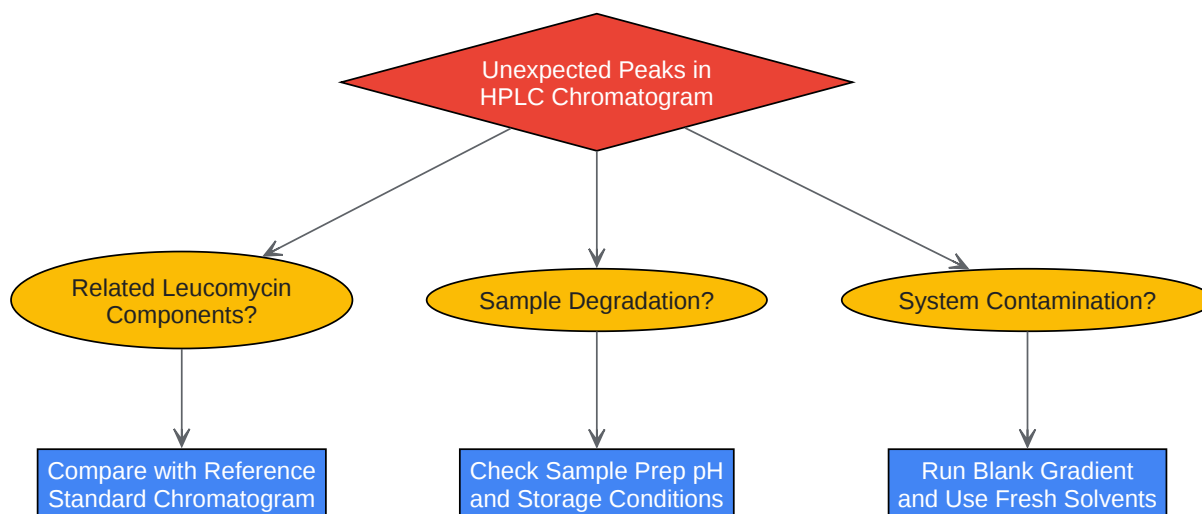 Unexpected Peaks in
HPLC Chromatogram
Related Leucomycin
Components?
Sample Degradation?
System Contamination?
Compare with Reference
Standard Chromatogram
Check Sample Prep pH
and Storage Conditions
Run Blank Gradient
and Use Fresh Solvents